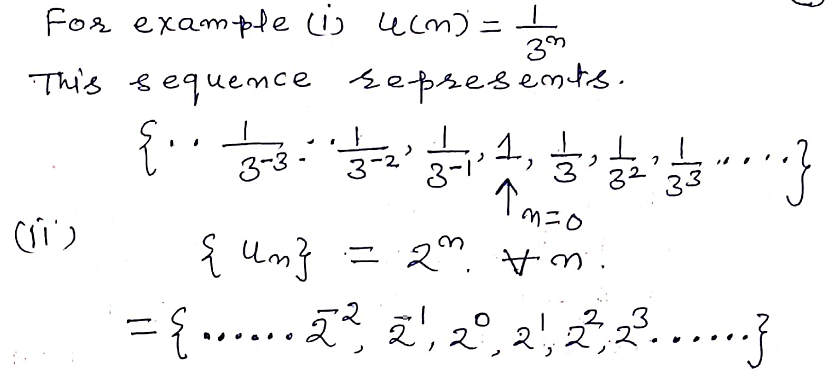 For example (i) u(n) = 1/3^n
This sequence represents.
{.. 1/3^-3 .. 1/3^-2, 1/3^-1, 1, 1/3, 1/3^2, 1/3^3 .....}
↑ n=0
(ii) {un} = 2^n. ∀ n.
= {...... 2^-2, 2^-1, 2^0, 2^1, 2^2, 2^3 ......}